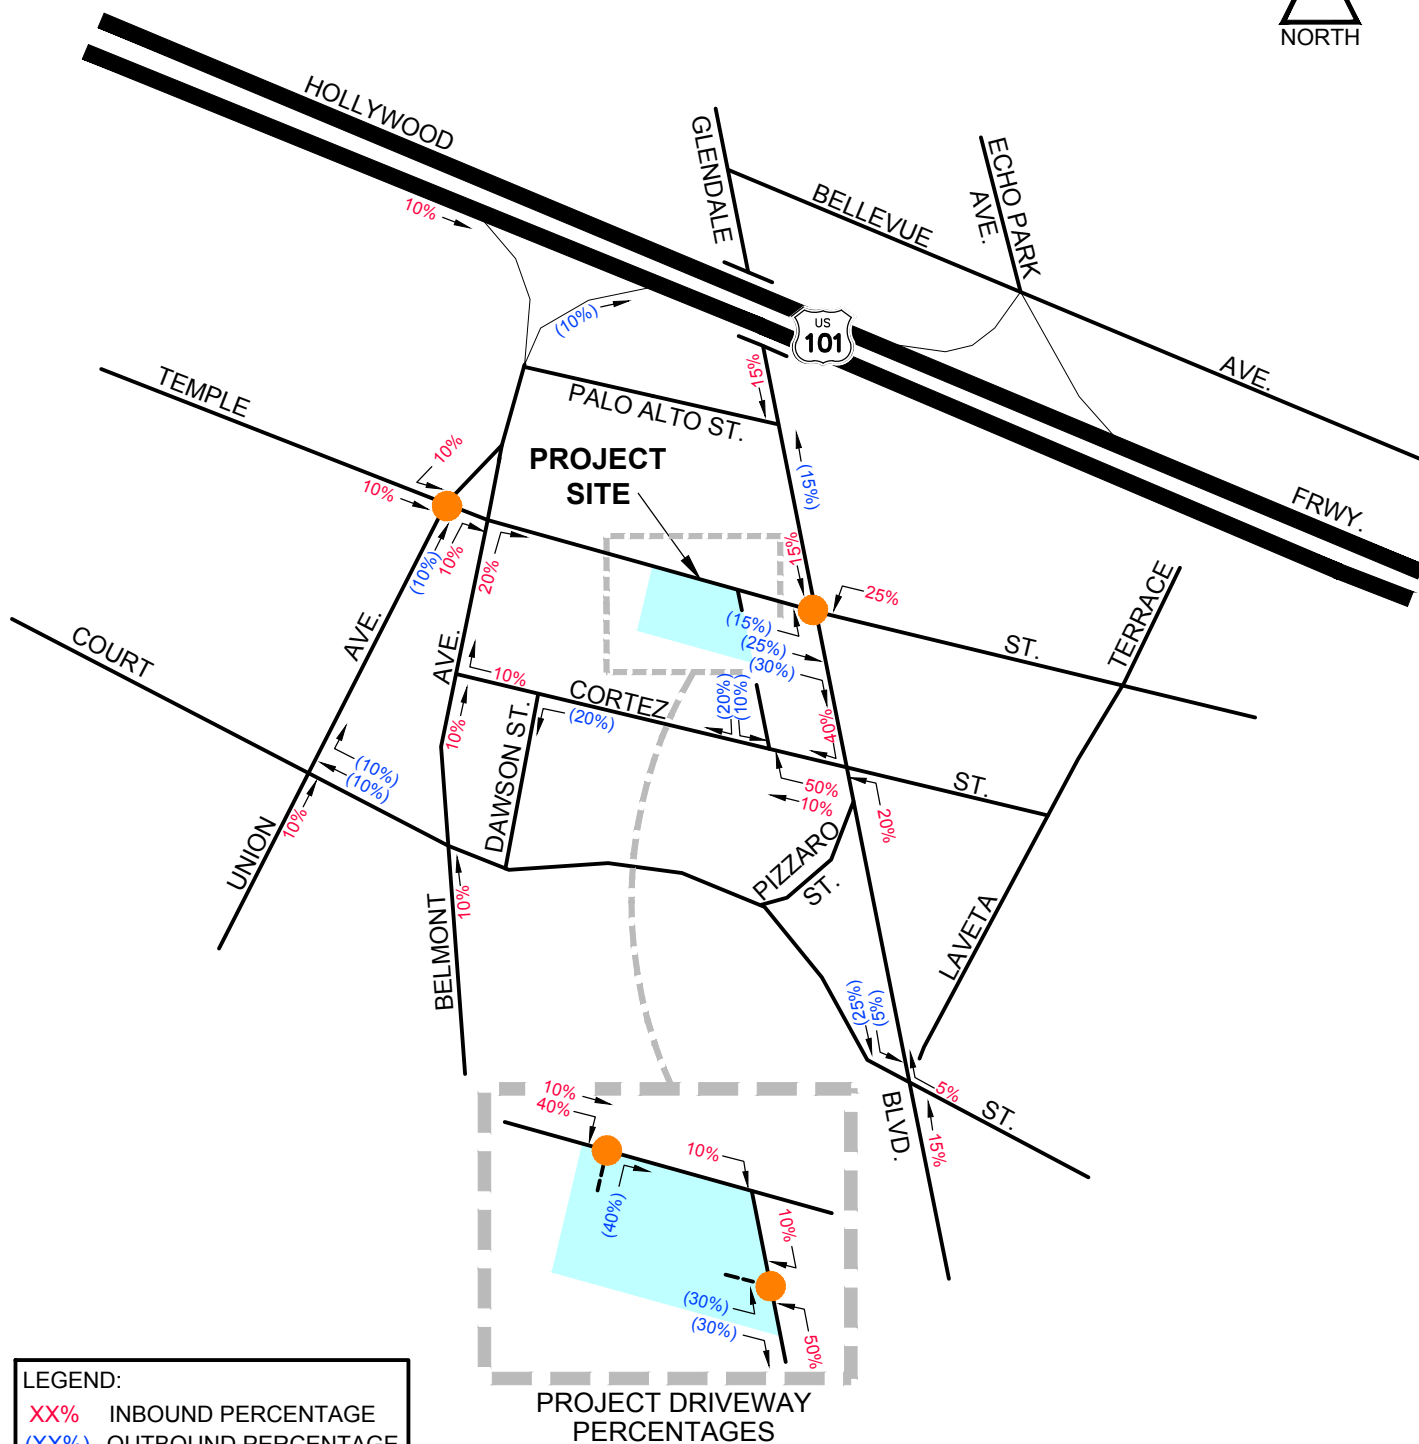 NORTH
HOLLYWOOD
GLENDALE
ECHO PARK
AVE.
BELLEVUE
AVE.
10%
(10%)
US
101
FRWY.
TEMPLE
15%
PALO ALTO ST.
PROJECT
SITE
10%
10%
(15%)
(10%)
10%
20%
15%
25%
(15%)
(25%)
(30%)
ST.
TERRACE
COURT
AVE.
AVE.
10%
CORTEZ
(20%)
(20%)
(10%)
40%
10%
DAWSON ST.
(10%)
(10%)
50%
10%
ST.
20%
10%
UNION
PIZZARO
ST.
10%
BELMONT
LAVETA
(25%)
(5%)
5%
ST.
BLVD.
15%
10%
40%
10%
(40%)
10%
(30%)
(30%)
50%
PROJECT DRIVEWAY
PERCENTAGES
LEGEND:
XX% INBOUND PERCENTAGE
(XX%) OUTBOUND PERCENTAGE